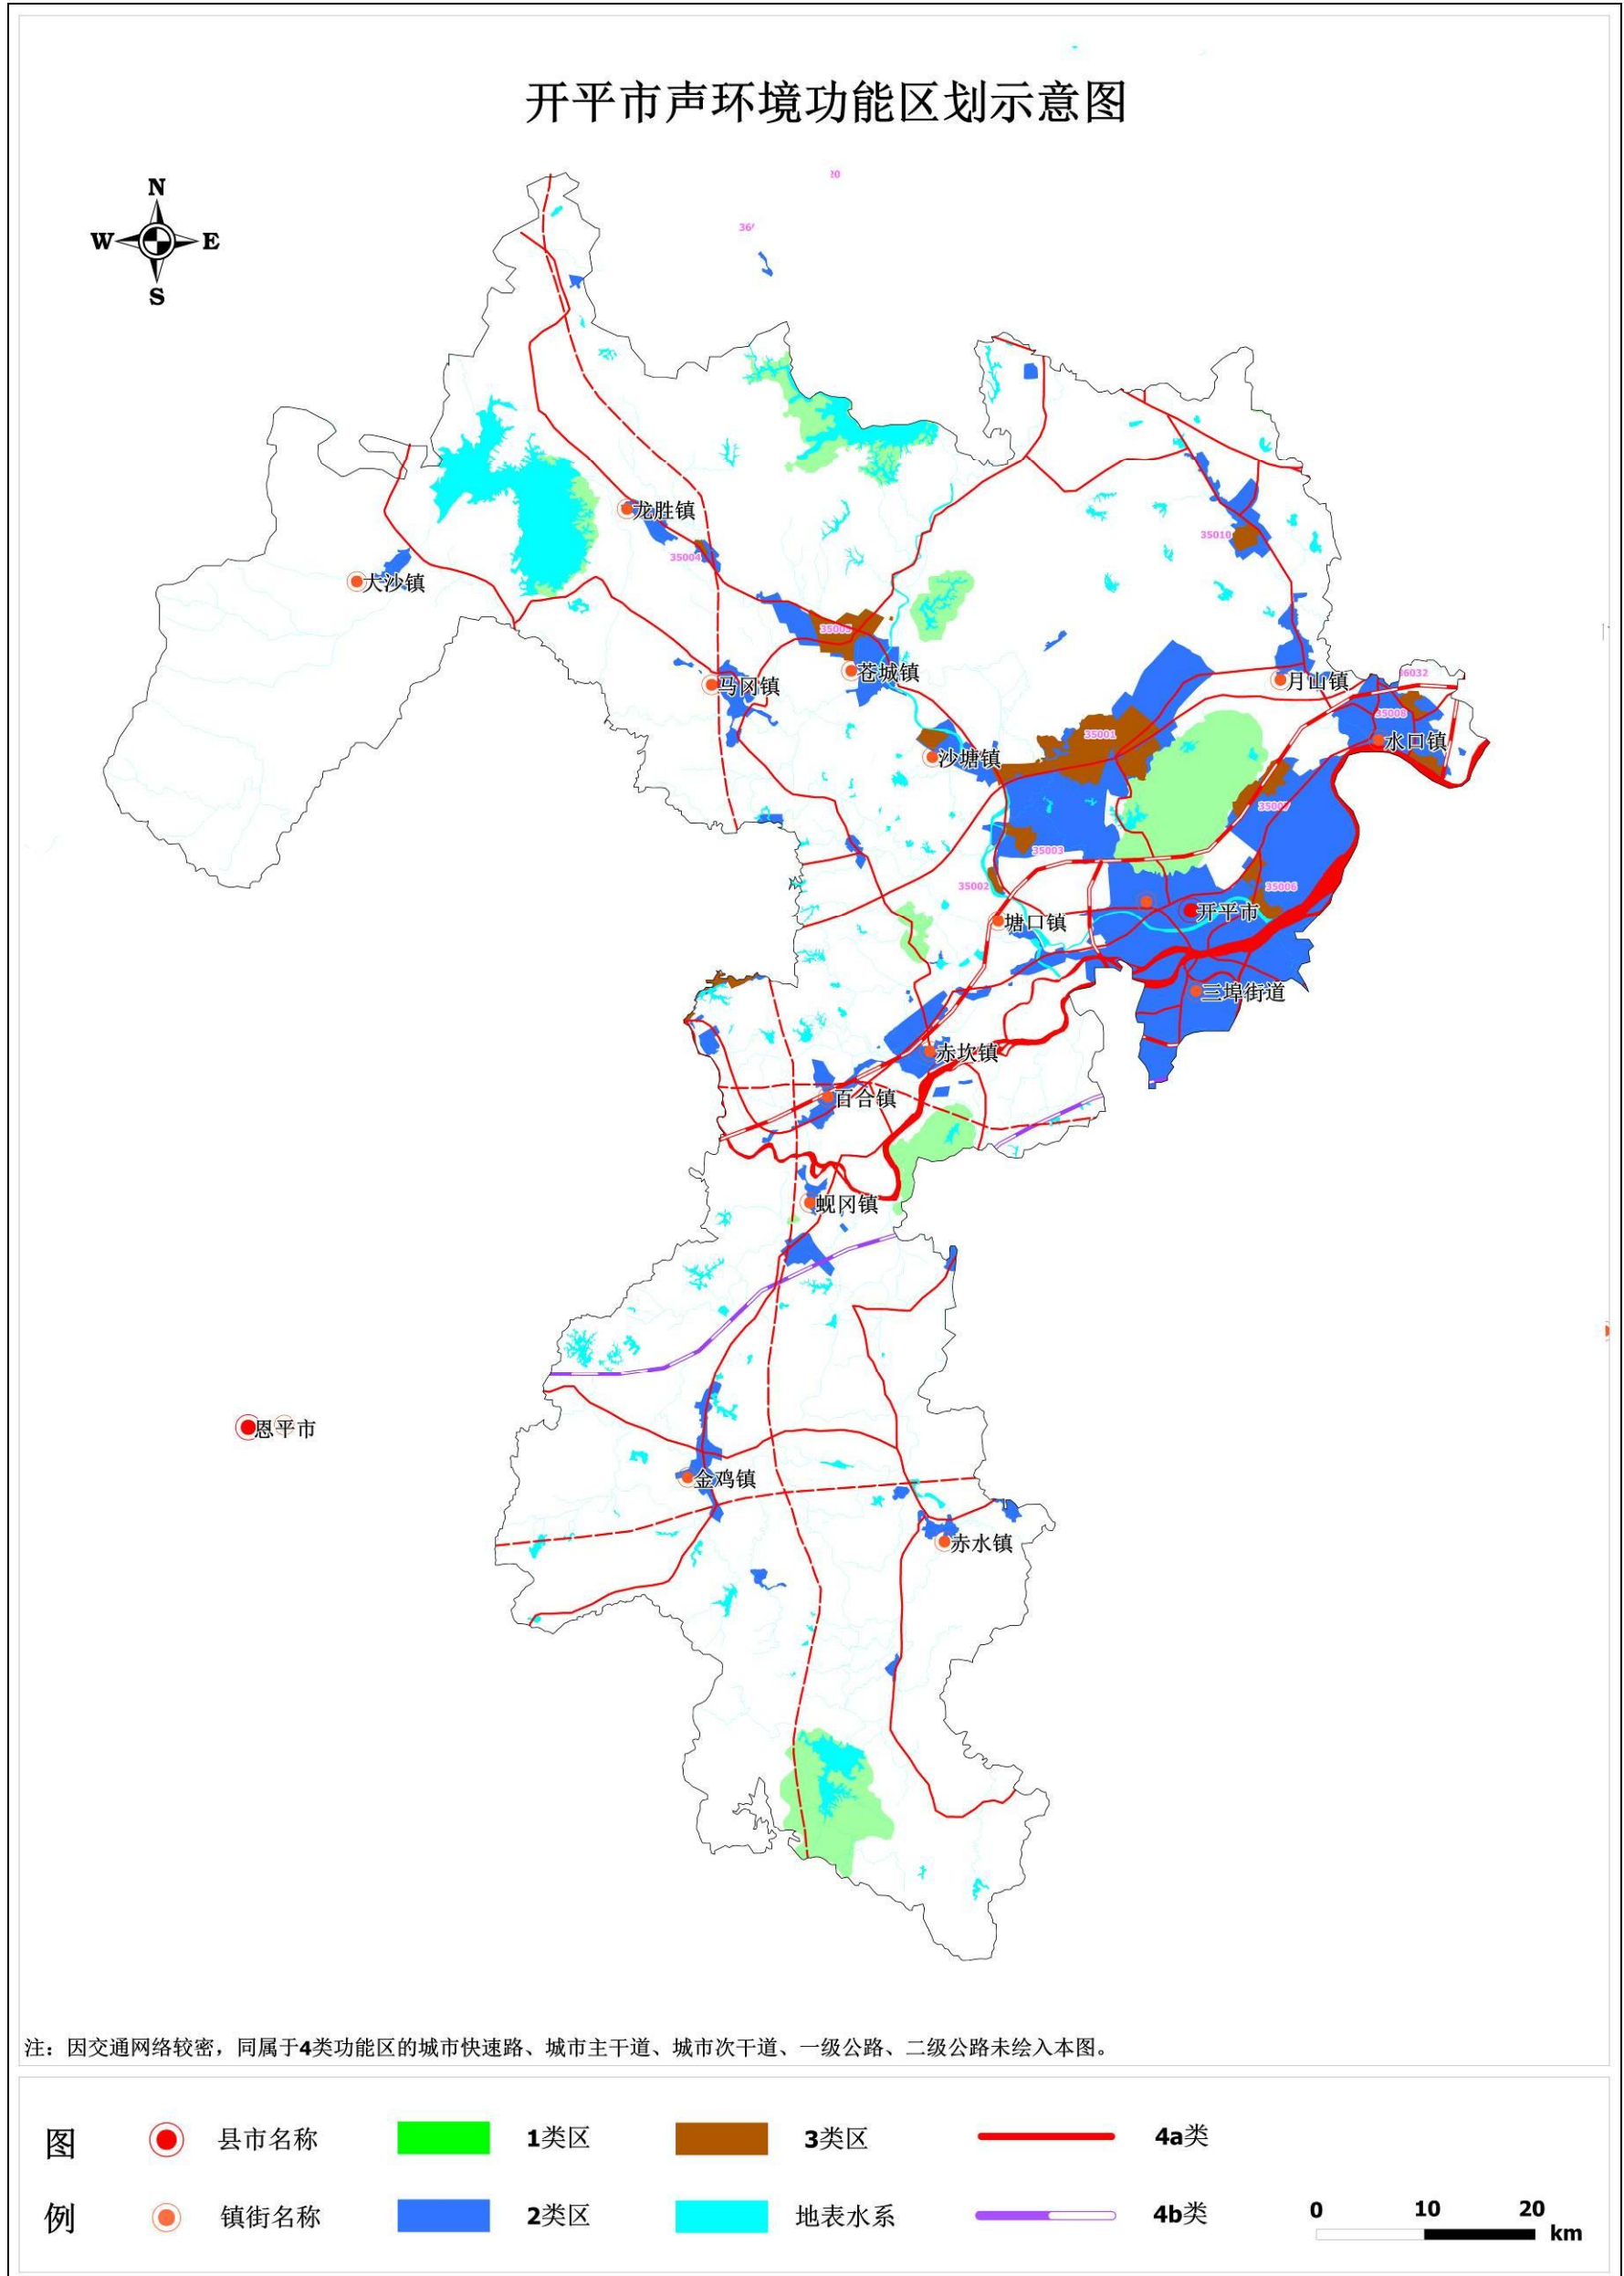 开平市声环境功能区划示意图
N
W E
S
龙胜镇
35004
大沙镇
35010
苍城镇
马冈镇
月山镇
36032
35008
水口镇
35001
沙塘镇
35003
35002
35006
塘口镇
开平市
三埠街道
赤坎镇
百合镇
蚬冈镇
恩平市
金鸡镇
赤水镇
注：因交通网络较密，同属于4类功能区的城市快速路、城市主干道、城市次干道、一级公路、二级公路未绘入本图。
图 县市名称 1类区 3类区 4a类
例 镇街名称 2类区 地表水系 4b类
0 10 20 km